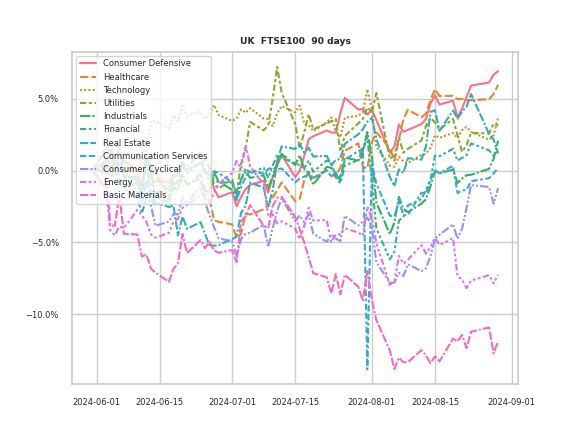 UK  FTSE100  90 days
Consumer Defensive
Healthcare
Technology
Utilities
Industrials
Financial
Real Estate
Communication Services
Consumer Cyclical
Energy
Basic Materials
5.0%
0.0%
−5.0%
−10.0%
2024-06-01 2024-06-15 2024-07-01 2024-07-15 2024-08-01 2024-08-15 2024-09-01